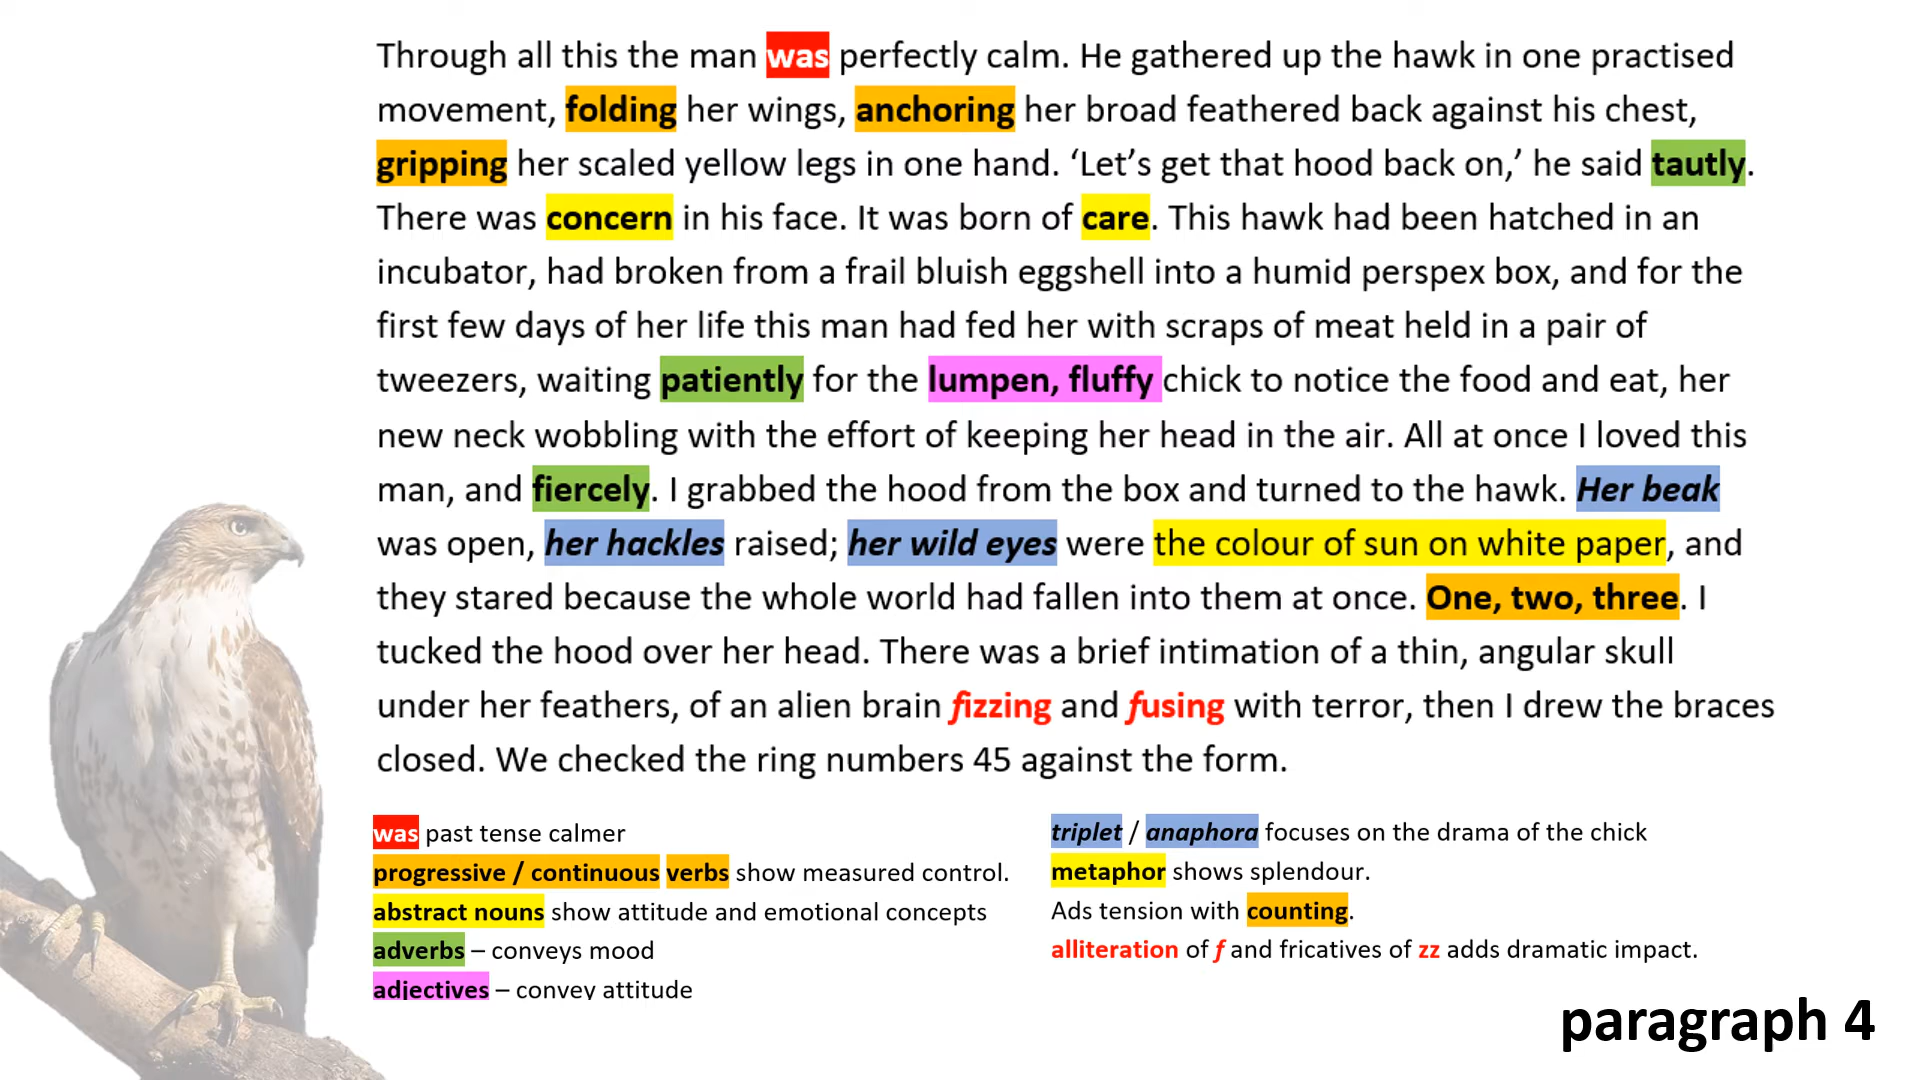 Through all this the man was perfectly calm. He gathered up the hawk in one practised
movement, folding her wings, anchoring her broad feathered back against his chest,
gripping her scaled yellow legs in one hand. ‘Let’s get that hood back on,’ he said tautly.
There was concern in his face. It was born of care. This hawk had been hatched in an
incubator, had broken from a frail bluish eggshell into a humid perspex box, and for the
first few days of her life this man had fed her with scraps of meat held in a pair of
tweezers, waiting patiently for the lumpen, fluffy chick to notice the food and eat, her
new neck wobbling with the effort of keeping her head in the air. All at once I loved this
man, and fiercely. I grabbed the hood from the box and turned to the hawk. Her beak
was open, her hackles raised; her wild eyes were the colour of sun on white paper, and
they stared because the whole world had fallen into them at once. One, two, three. I
tucked the hood over her head. There was a brief intimation of a thin, angular skull
under her feathers, of an alien brain fizzing and fusing with terror, then I drew the braces
closed. We checked the ring numbers 45 against the form.
was past tense calmer
progressive / continuous verbs show measured control.
abstract nouns show attitude and emotional concepts
adverbs – conveys mood
adjectives – convey attitude
triplet / anaphora focuses on the drama of the chick
metaphor shows splendour.
Ads tension with counting.
alliteration of f and fricatives of zz adds dramatic impact.
paragraph 4